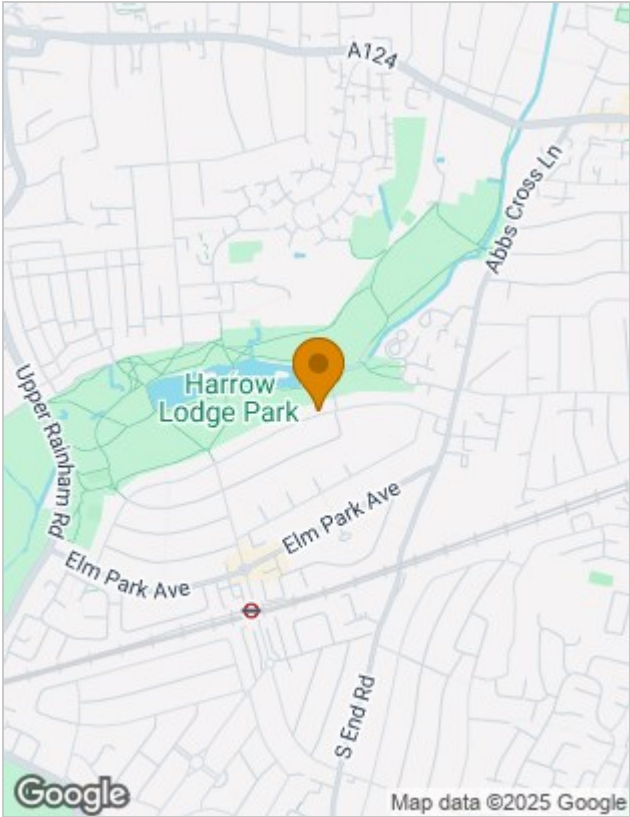 A124
Abbs Cross Ln
Harrow
Lodge Park
Upper Rainham Rd
Elm Park Ave
Elm Park Ave
S End Rd
Google
Map data ©2025 Google